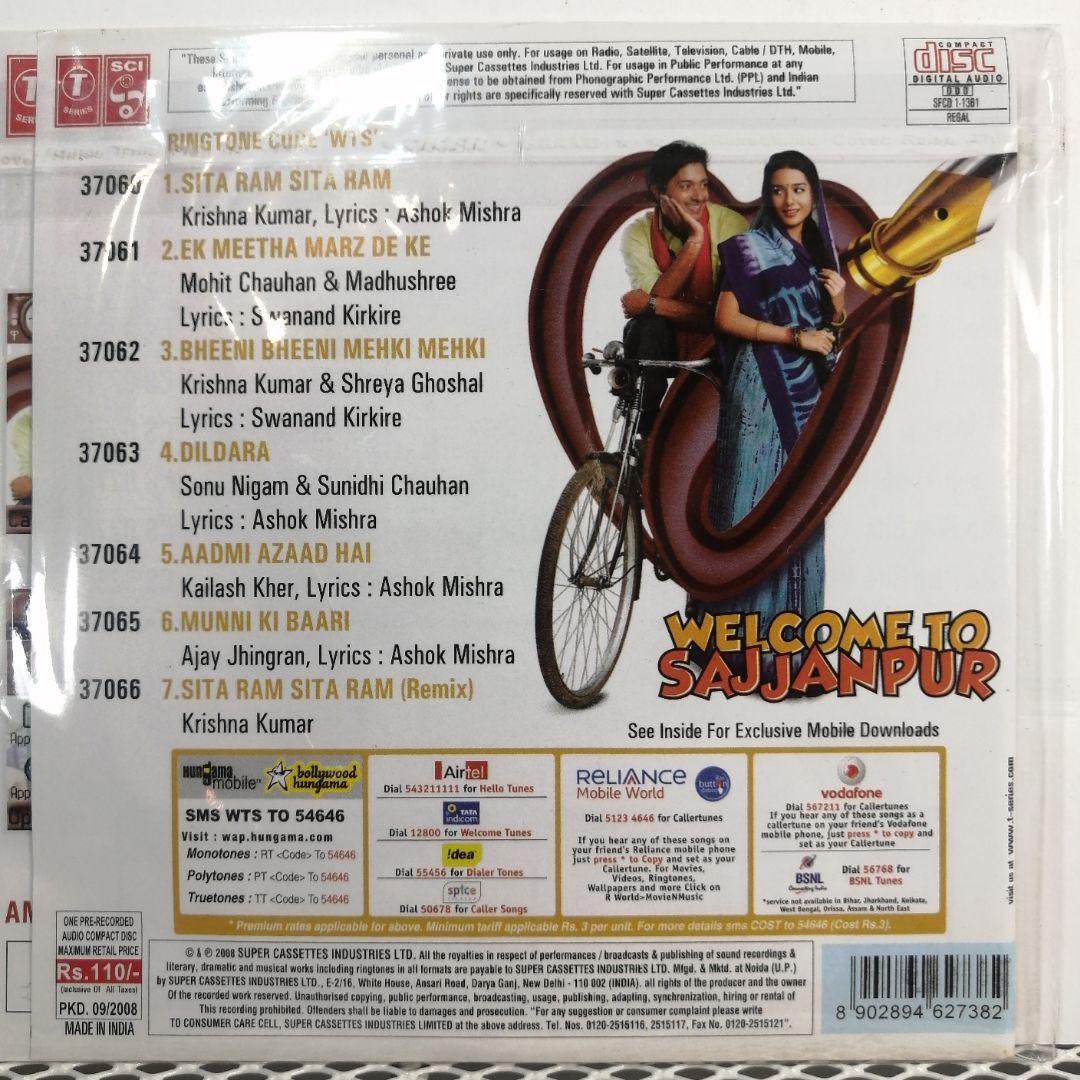 T
SERIES
SCI
"These S personal private use only. For usage on Radio, Satellite, Television, Cable / DTH, Mobile,
Super Cassettes Industries Ltd. For usage in Public Performance at any
ense to be obtained from Phonographic Performance Ltd. (PPL) and Indian
or rights are specifically reserved with Super Cassettes Industries Ltd."
COMPACT
disc
DIGITAL AUDIO
DDD
SFCD 1-1361
REGAL
RINGTONE CODE 'WTS'
37060 1.SITA RAM SITA RAM
Krishna Kumar, Lyrics : Ashok Mishra
37061 2.EK MEETHA MARZ DE KE
Mohit Chauhan & Madhushree
Lyrics : Swanand Kirkire
37062 3.BHEENI BHEENI MEHKI MEHKI
Krishna Kumar & Shreya Ghoshal
Lyrics : Swanand Kirkire
37063 4.DILDARA
Sonu Nigam & Sunidhi Chauhan
Lyrics : Ashok Mishra
37064 5.AADMI AZAAD HAI
Kailash Kher, Lyrics : Ashok Mishra
37065 6.MUNNI KI BAARI
Ajay Jhingran, Lyrics : Ashok Mishra
37066 7.SITA RAM SITA RAM (Remix)
Krishna Kumar
WELCOME TO
SAJJANPUR
See Inside For Exclusive Mobile Downloads
Hungama mobile™ bollywood hungama
SMS WTS TO 54646
Visit : wap.hungama.com
Monotones : RT <Code> To 54646
Polytones : PT <Code> To 54646
Truetones : TT <Code> To 54646
Airtel
Dial 543211111 for Hello Tunes
TATA indicom
Dial 12800 for Welcome Tunes
!dea
Dial 55456 for Dialer Tones
spice
Dial 50678 for Caller Songs
RELIANCE
Mobile World
Dial 5123 4646 for Callertunes
If you hear any of these songs on
your friend's Reliance mobile phone
just press * to Copy and set as your
Callertune. For Movies,
Videos, Ringtones,
Wallpapers and more Click on
R World>MovieNMusic
vodafone
Dial 567211 for Callertunes
If you hear any of these songs as a
callertune on your friend's Vodafone
mobile phone, just press * to copy and
set as your Callertune
BSNL
Connecting India
Dial 56768 for
BSNL Tunes
*service not available in Bihar, Jharkhand, Kolkata,
West Bengal, Orissa, Assam & North East
*Premium rates applicable for above. Minimum tariff applicable Rs. 3 per unit. For more details sms COST to 54646 (Cost Rs.3).
visit us at www.t-series.com
ONE PRE-RECORDED
AUDIO COMPACT DISC
MAXIMUM RETAIL PRICE
Rs.110/-
(Inclusive Of All Taxes)
PKD. 09/2008
MADE IN INDIA
© & ℗ 2008 SUPER CASSETTES INDUSTRIES LTD. All the royalties in respect of performances / broadcasts & publishing of sound recordings &
literary, dramatic and musical works including ringtones in all formats are payable to SUPER CASSETTES INDUSTRIES LTD. Mfgd. & Mktd. at Noida (U.P.)
by SUPER CASSETTES INDUSTRIES LTD., E-2/16, White House, Ansari Road, Darya Ganj, New Delhi - 110 002 (INDIA). all rights of the producer and the owner
Of the recorded work reserved. Unauthorised copying, public performance, broadcasting, usage, publishing, adapting, synchronization, hiring or rental of
This recording prohibited. Offenders shall be liable to damages and prosecution. "For any suggestion or consumer complaint please write
TO CONSUMER CARE CELL, SUPER CASSETTES INDUSTRIES LIMITED at the above address. Tel. Nos. 0120-2515116, 2515117, Fax No. 0120-2515121".
8 902894 627382